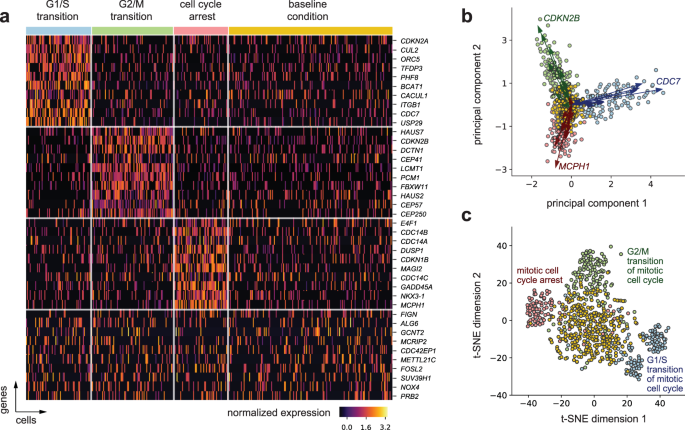 a
G1/S
transition
G2/M
transition
cell cycle
arrest
baseline
condition
CDKN2A
CUL2
ORC5
TFDP3
PHF8
BCAT1
CACUL1
ITGB1
CDC7
USP29
HAUS7
CDKN2B
DCTN1
CEP41
LCMT1
PCM1
FBXW11
HAUS2
CEP57
CEP250
E4F1
CDC14B
CDC14A
DUSP1
CDKN1B
MAGI2
CDC14C
GADD45A
NKX3-1
MCPH1
FIGN
ALG6
GCNT2
MCRIP2
CDC42EP1
METTL21C
FOSL2
SUV39H1
NOX4
PRB2
genes
cells
normalized expression
0.0 1.6 3.2
b
CDKN2B
CDC7
MCPH1
principal component 2
3
1
−1
−3
−2 0 2 4
principal component 1
c
G2/M
transition
of mitotic
cell cycle
mitotic cell
cycle arrest
G1/S
transition
of mitotic
cell cycle
t-SNE dimension 2
40
20
0
−20
−40
−40 −20 0 20 40
t-SNE dimension 1